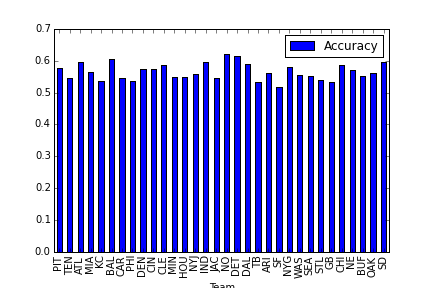 0.7
0.6
0.5
0.4
0.3
0.2
0.1
0.0
Accuracy
PIT
TEN
ATL
MIA
KC
BAL
CAR
PHI
DEN
CIN
CLE
MIN
HOU
NYJ
IND
JAC
NO
DET
DAL
TB
ARI
SF
NYG
WAS
SEA
STL
GB
CHI
NE
BUF
OAK
SD
Team